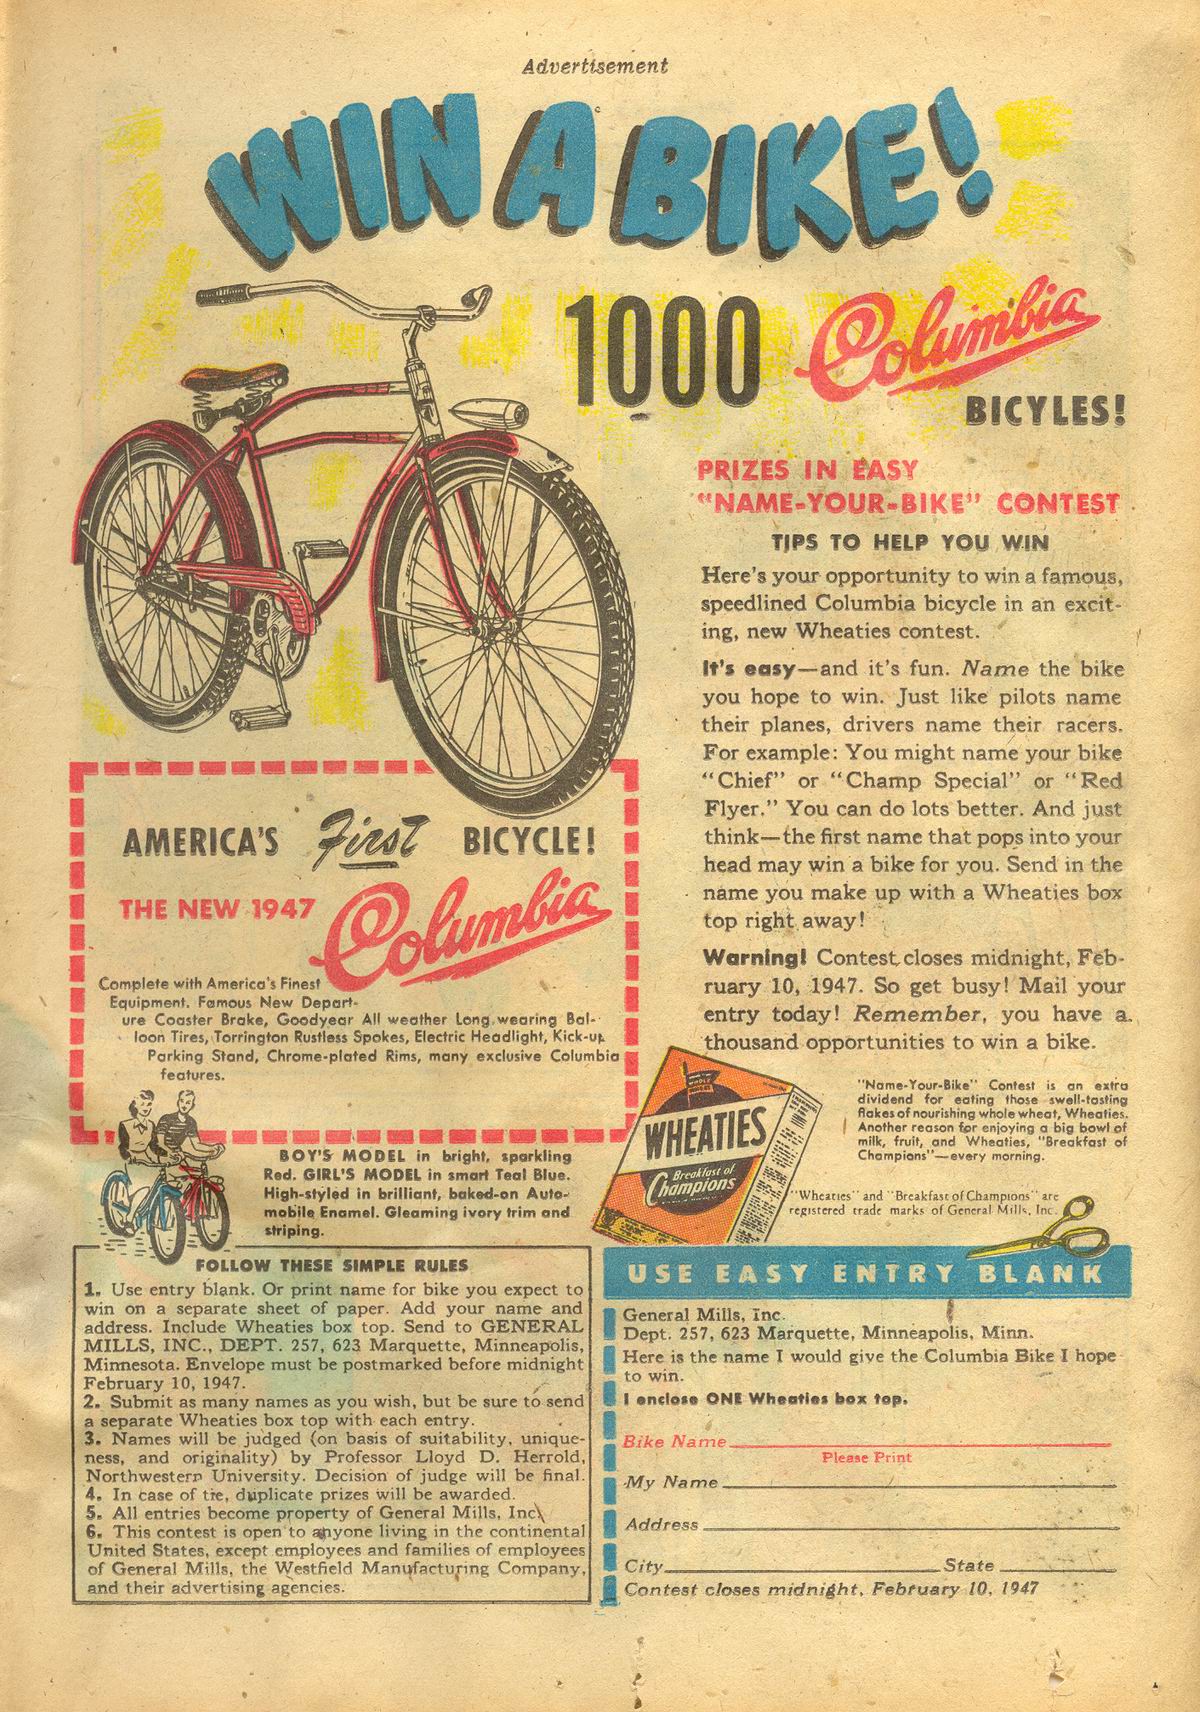 Advertisement
WIN A BIKE!
1000 Columbia
BICYLES!
PRIZES IN EASY
"NAME-YOUR-BIKE" CONTEST
TIPS TO HELP YOU WIN
Here's your opportunity to win a famous,
speedlined Columbia bicycle in an excit-
ing, new Wheaties contest.
It's easy—and it's fun. Name the bike
you hope to win. Just like pilots name
their planes, drivers name their racers.
For example: You might name your bike
"Chief" or "Champ Special" or "Red
Flyer." You can do lots better. And just
think—the first name that pops into your
head may win a bike for you. Send in the
name you make up with a Wheaties box
top right away!
Warning! Contest closes midnight, Feb-
ruary 10, 1947. So get busy! Mail your
entry today! Remember, you have a
thousand opportunities to win a bike.
AMERICA'S First BICYCLE!
THE NEW 1947 Columbia
Complete with America's Finest
Equipment. Famous New Depart-
ure Coaster Brake, Goodyear All weather Long wearing Bal-
loon Tires, Torrington Rustless Spokes, Electric Headlight, Kick-up
Parking Stand, Chrome-plated Rims, many exclusive Columbia
features.
BOY'S MODEL in bright, sparkling
Red. GIRL'S MODEL in smart Teal Blue.
High-styled in brilliant, baked-on Auto-
mobile Enamel. Gleaming ivory trim and
striping.
WHOLE
WHEATIES
Breakfast of
Champions
"Name-Your-Bike" Contest is an extra
dividend for eating those swell-tasting
flakes of nourishing whole wheat, Wheaties.
Another reason for enjoying a big bowl of
milk, fruit, and Wheaties, "Breakfast of
Champions"—every morning.
"Wheaties" and "Breakfast of Champions" are
registered trade marks of General Mills, Inc.
FOLLOW THESE SIMPLE RULES
1. Use entry blank. Or print name for bike you expect to
win on a separate sheet of paper. Add your name and
address. Include Wheaties box top. Send to GENERAL
MILLS, INC., DEPT. 257, 623 Marquette, Minneapolis,
Minnesota. Envelope must be postmarked before midnight
February 10, 1947.
2. Submit as many names as you wish, but be sure to send
a separate Wheaties box top with each entry.
3. Names will be judged (on basis of suitability, unique-
ness, and originality) by Professor Lloyd D. Herrold,
Northwestern University. Decision of judge will be final.
4. In case of tie, duplicate prizes will be awarded.
5. All entries become property of General Mills, Inc.
6. This contest is open to anyone living in the continental
United States, except employees and families of employees
of General Mills, the Westfield Manufacturing Company,
and their advertising agencies.
USE EASY ENTRY BLANK
General Mills, Inc.
Dept. 257, 623 Marquette, Minneapolis, Minn.
Here is the name I would give the Columbia Bike I hope
to win.
I enclose ONE Wheaties box top.
Bike Name
Please Print
My Name
Address
City State
Contest closes midnight, February 10, 1947